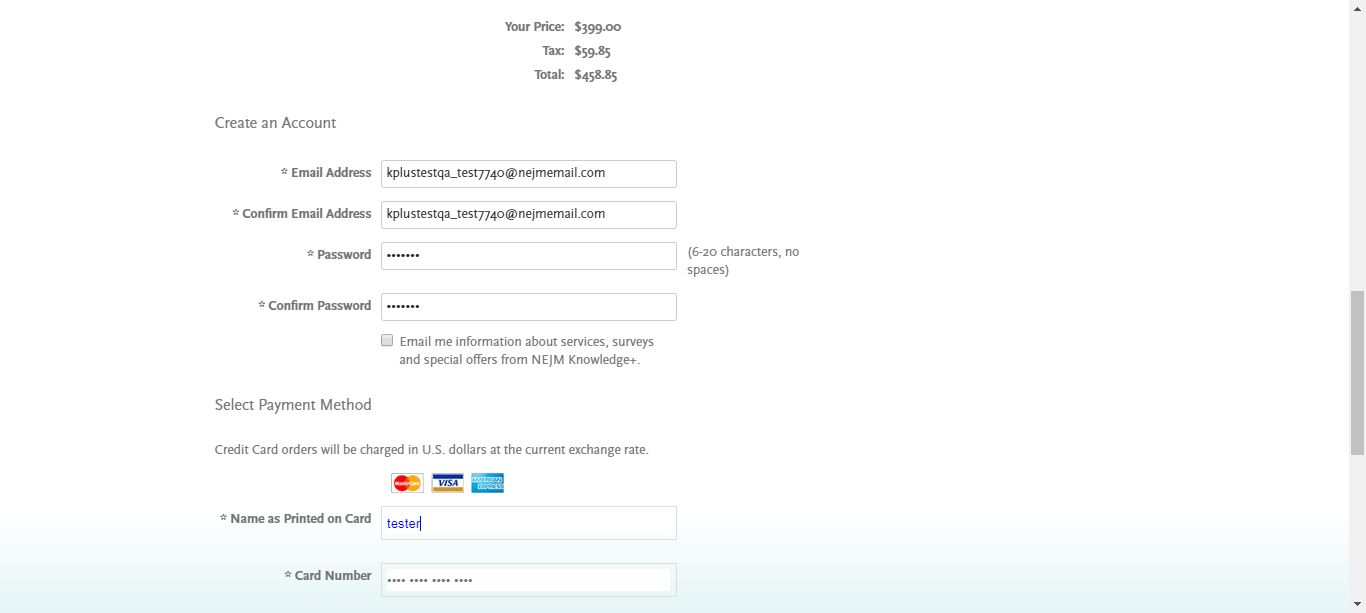 Your Price: $399.00
Tax: $59.85
Total: $458.85
Create an Account
* Email Address kplustestqa_test7740@nejmemail.com
* Confirm Email Address kplustestqa_test7740@nejmemail.com
* Password ••••••• (6-20 characters, no
spaces)
* Confirm Password •••••••
Email me information about services, surveys
and special offers from NEJM Knowledge+.
Select Payment Method
Credit Card orders will be charged in U.S. dollars at the current exchange rate.
MasterCard VISA AMERICAN EXPRESS
* Name as Printed on Card tester
* Card Number •••• •••• •••• ••••